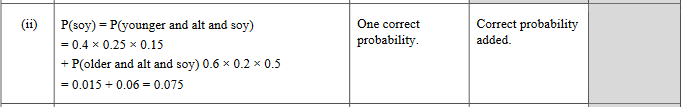 (ii)
P(soy) = P(younger and alt and soy)
= 0.4 × 0.25 × 0.15
+ P(older and alt and soy) 0.6 × 0.2 × 0.5
= 0.015 + 0.06 = 0.075
One correct
probability.
Correct probability
added.